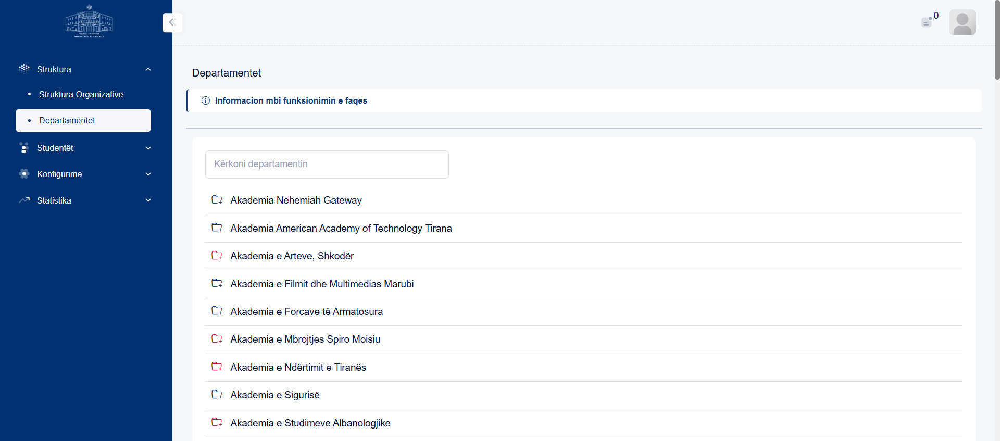 MINISTRIA E ARSIMIT
0
Struktura
Struktura Organizative
Departamentet
Studentët
Konfigurime
Statistika
Departamentet
Informacion mbi funksionimin e faqes
Kërkoni departamentin
Akademia Nehemiah Gateway
Akademia American Academy of Technology Tirana
Akademia e Arteve, Shkodër
Akademia e Filmit dhe Multimedias Marubi
Akademia e Forcave të Armatosura
Akademia e Mbrojtjes Spiro Moisiu
Akademia e Ndërtimit e Tiranës
Akademia e Sigurisë
Akademia e Studimeve Albanologjike